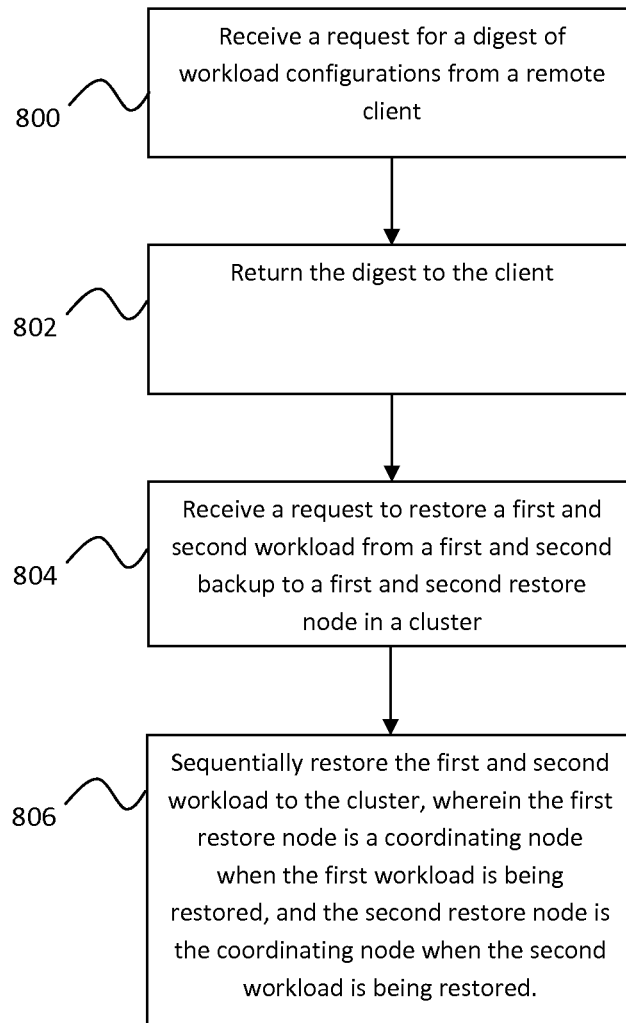 Receive a request for a digest of
workload configurations from a remote
client
800
Return the digest to the client
802
Receive a request to restore a first and
second workload from a first and second
backup to a first and second restore
node in a cluster
804
Sequentially restore the first and second
workload to the cluster, wherein the first
restore node is a coordinating node
when the first workload is being
restored, and the second restore node is
the coordinating node when the second
workload is being restored.
806